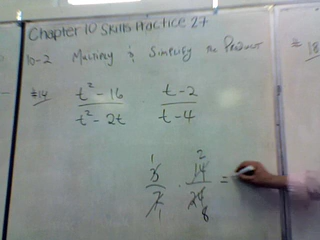 Chapter 10 Skills Practice 27
10-2 Multiply & Simplify the Product
#14 t² - 16 t - 2
t² - 2t t - 4
1 2
3 14
7 · 24 =
1 8